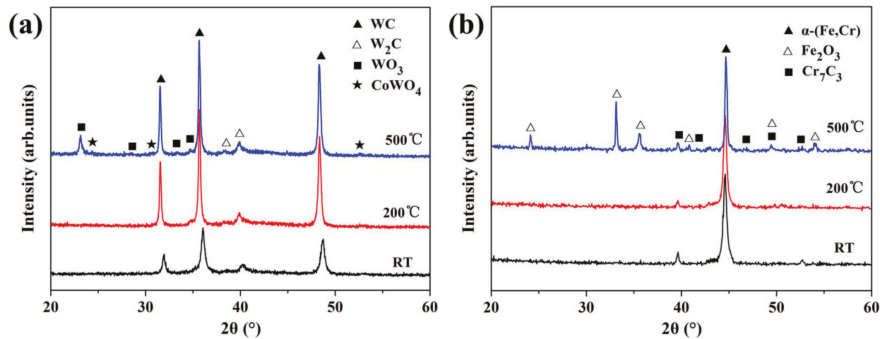 (a)
WC
W₂C
WO₃
CoWO₄
500℃
200℃
RT
Intensity (arb.units)
20 30 40 50 60
2θ (°)
(b)
α-(Fe,Cr)
Fe₂O₃
Cr₇C₃
500℃
200℃
RT
Intensity (arb.units)
20 30 40 50 60
2θ (°)